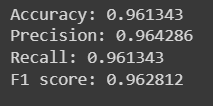 Accuracy: 0.961343
Precision: 0.964286
Recall: 0.961343
F1 score: 0.962812